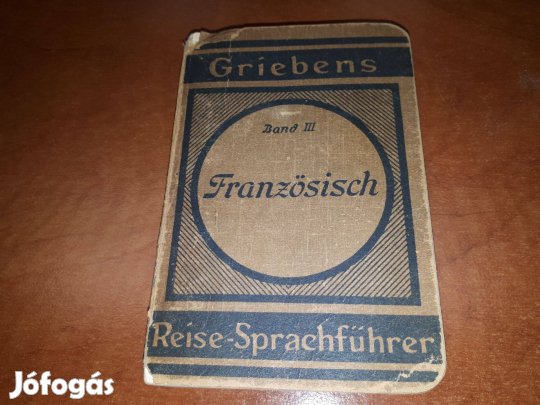 Griebens
Band III
Französisch
Reise-Sprachführer
Jófogás